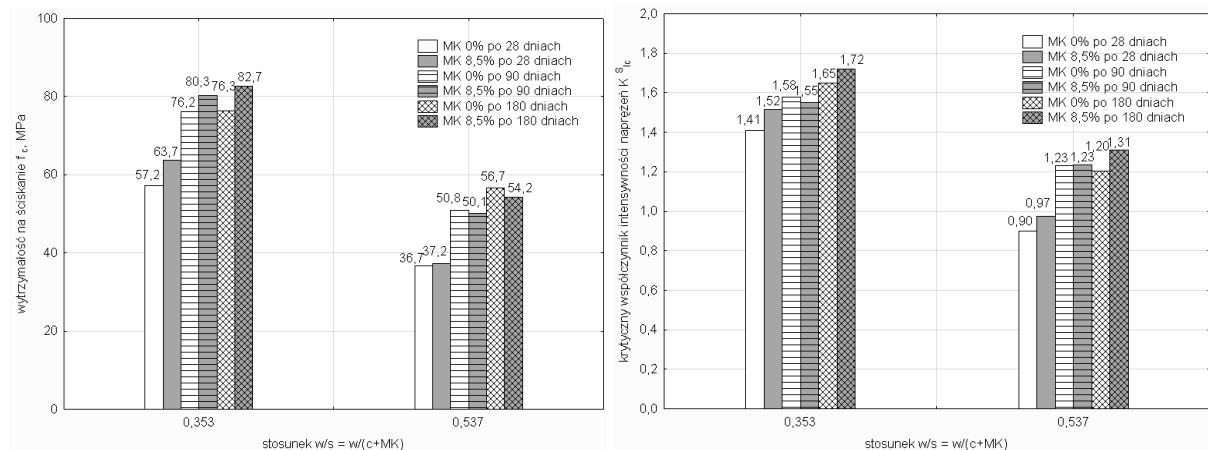 100
80
60
40
20
0
wytrzymałość na ściskanie f c, MPa
MK 0% po 28 dniach
MK 8,5% po 28 dniach
MK 0% po 90 dniach
MK 8,5% po 90 dniach
MK 0% po 180 dniach
MK 8,5% po 180 dniach
57,2
63,7
76,2
80,3
76,3
82,7
36,7
37,2
50,8
50,1
56,7
54,2
0,353
0,537
stosunek w/s = w/(c+MK)
2,0
1,8
1,6
1,4
1,2
1,0
0,8
0,6
0,4
0,2
0,0
krytyczny współczynnik intensywności naprężeń K S Ic
MK 0% po 28 dniach
MK 8,5% po 28 dniach
MK 0% po 90 dniach
MK 8,5% po 90 dniach
MK 0% po 180 dniach
MK 8,5% po 180 dniach
1,41
1,52
1,58
1,55
1,65
1,72
0,90
0,97
1,23
1,23
1,20
1,31
0,353
0,537
stosunek w/s = w/(c+MK)